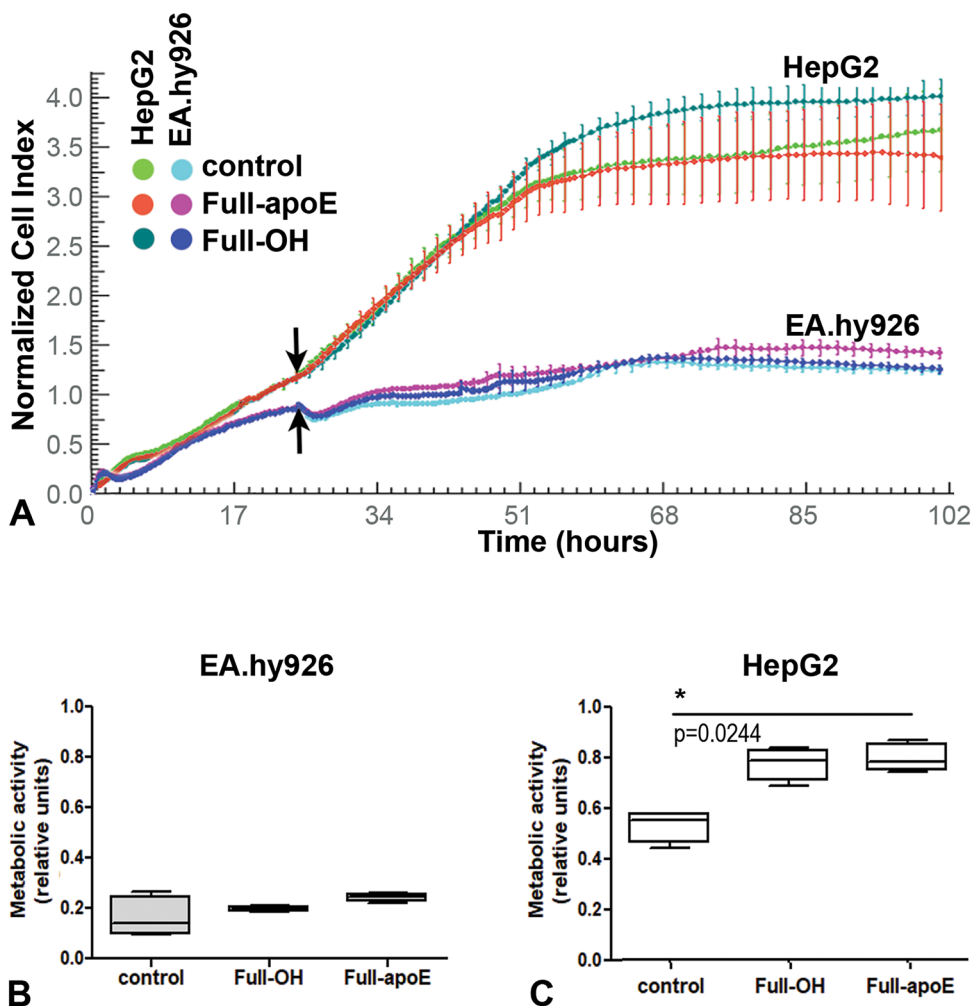 HepG2
EA.hy926
control
Full-apoE
Full-OH
HepG2
EA.hy926
Normalized Cell Index
4.0
3.5
3.0
2.5
2.0
1.5
1.0
0.5
0.0
0 17 34 51 68 85 102
Time (hours)
A
EA.hy926
Metabolic activity
(relative units)
1.0
0.8
0.6
0.4
0.2
0.0
control Full-OH Full-apoE
B
HepG2
*
p=0.0244
Metabolic activity
(relative units)
1.0
0.8
0.6
0.4
0.2
0.0
control Full-OH Full-apoE
C